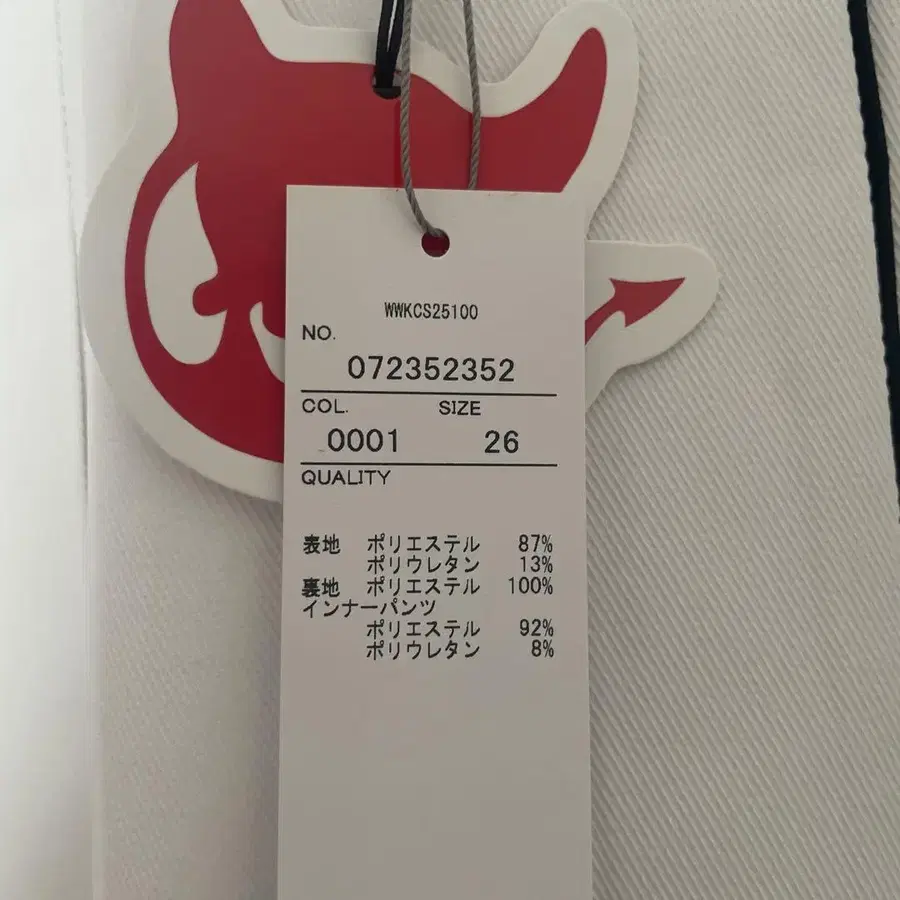 WWKCS25100
NO.
072352352
COL. SIZE
0001 26
QUALITY
表地 ポリエステル 87%
ポリウレタン 13%
裏地 ポリエステル 100%
インナーパンツ
ポリエステル 92%
ポリウレタン 8%